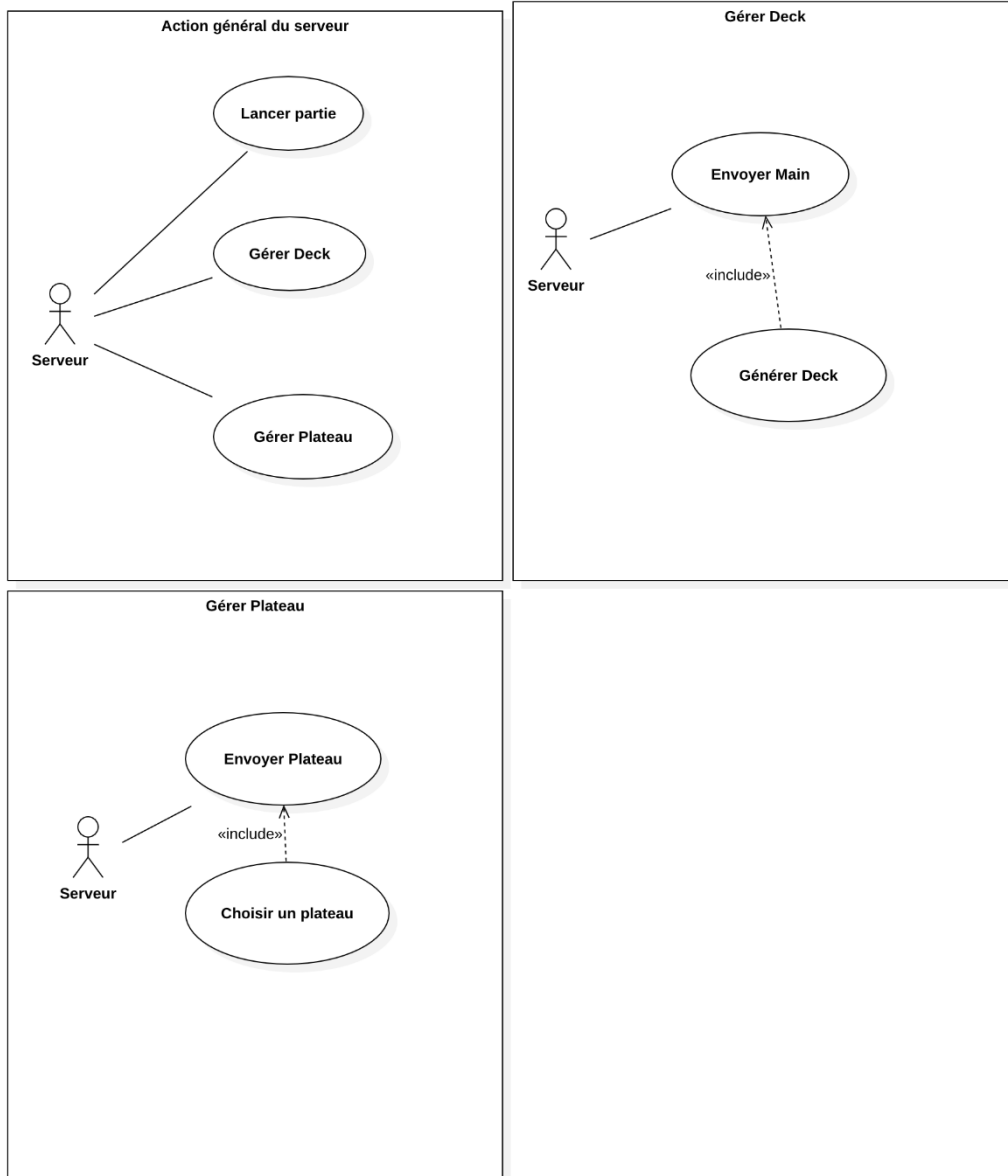 Action général du serveur
Lancer partie
Gérer Deck
Serveur
Gérer Plateau
Gérer Deck
Envoyer Main
Serveur
«include»
Générer Deck
Gérer Plateau
Envoyer Plateau
«include»
Serveur
Choisir un plateau